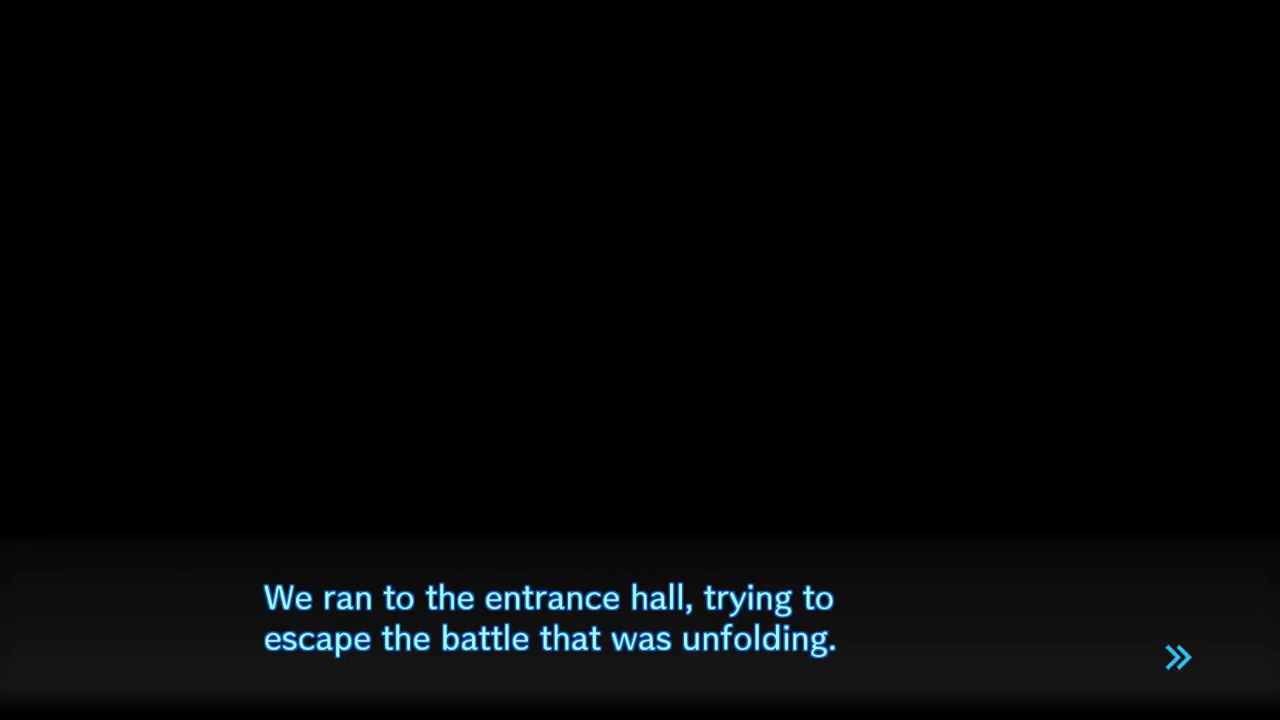 We ran to the entrance hall, trying to
escape the battle that was unfolding.